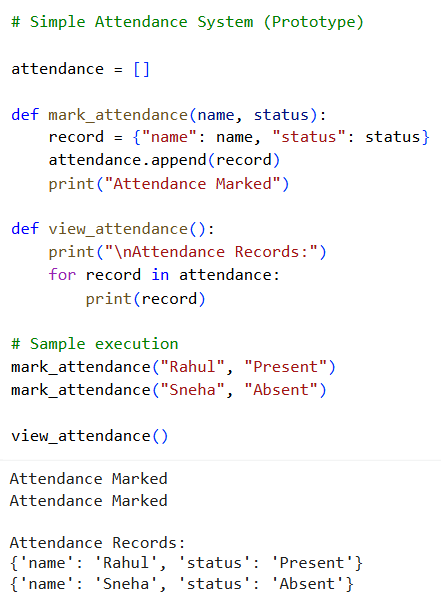 # Simple Attendance System (Prototype)

attendance = []

def mark_attendance(name, status):
    record = {"name": name, "status": status}
    attendance.append(record)
    print("Attendance Marked")

def view_attendance():
    print("\nAttendance Records:")
    for record in attendance:
        print(record)

# Sample execution
mark_attendance("Rahul", "Present")
mark_attendance("Sneha", "Absent")

view_attendance()

Attendance Marked
Attendance Marked

Attendance Records:
{'name': 'Rahul', 'status': 'Present'}
{'name': 'Sneha', 'status': 'Absent'}